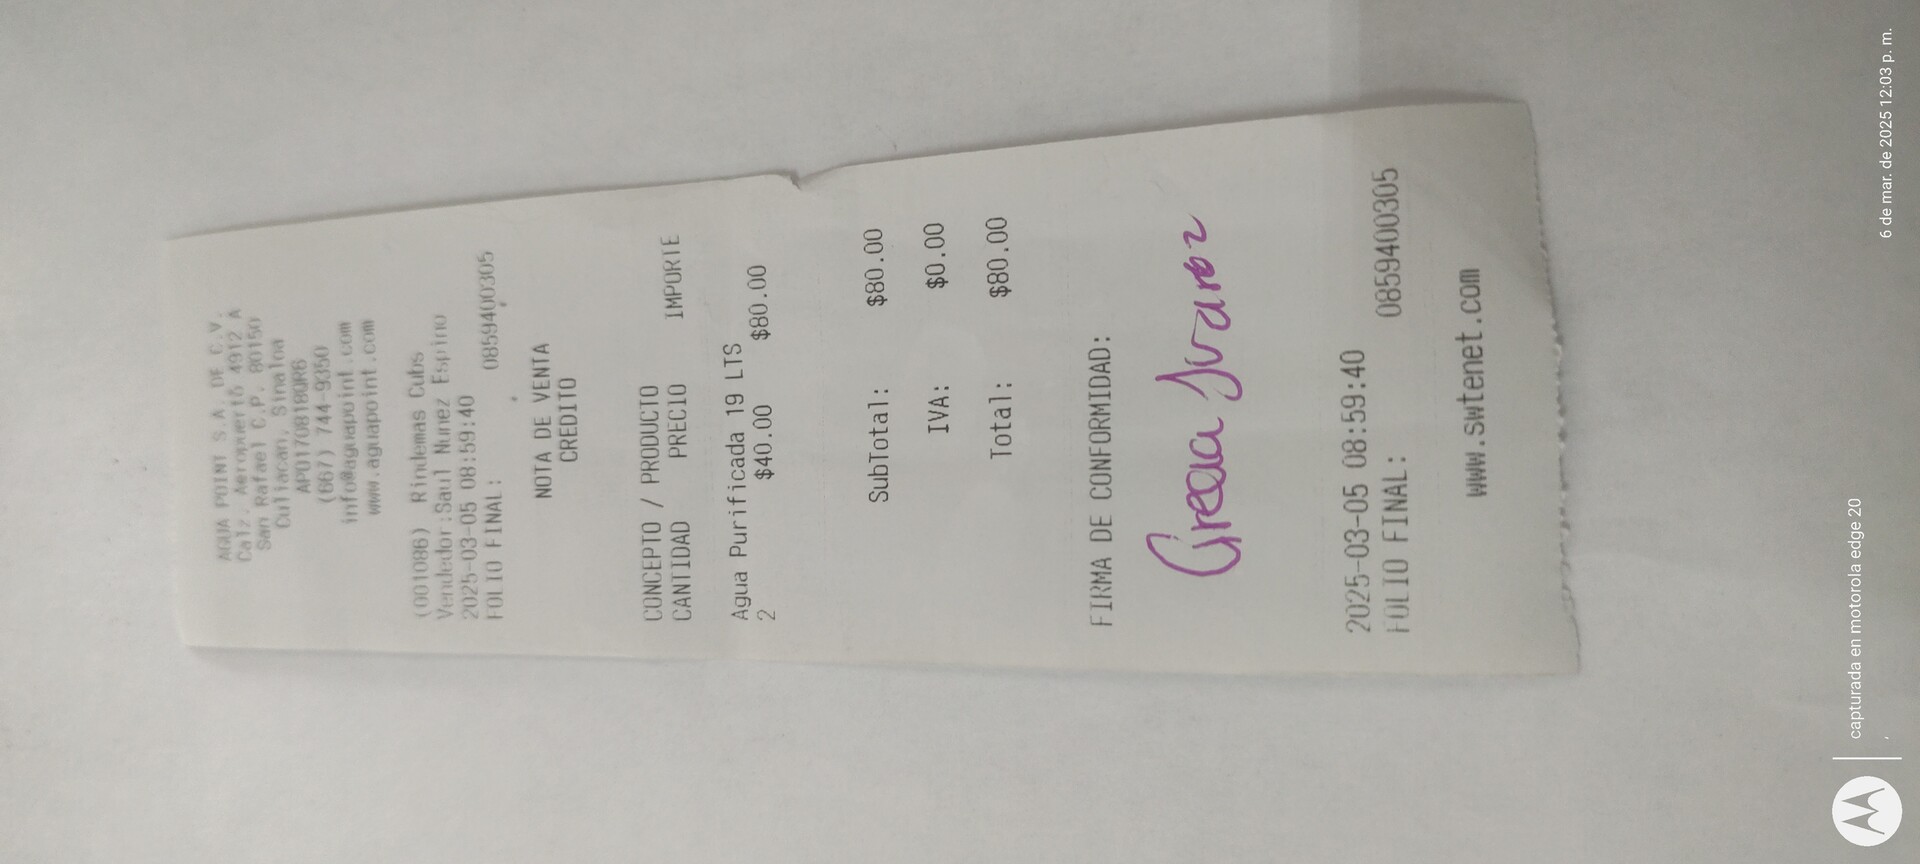 AGUA POINT S.A. DE C.V.
Calz. Aeropuerto 4912 A
San Rafael C.P. 80150
Culiacan, Sinaloa
APO170818QR6
(667) 744-9350
info@aguapoint.com
www.aguapoint.com
(001086) Rindemas Cubs
Vendedor:Saul Nunez Espino
2025-03-05 08:59:40
FOLIO FINAL: 0859400305
NOTA DE VENTA
CREDITO
CONCEPTO / PRODUCTO
CANTIDAD PRECIO IMPORTE
Agua Purificada 19 LTS
2 $40.00 $80.00
SubTotal: $80.00
IVA: $0.00
Total: $80.00
FIRMA DE CONFORMIDAD:
2025-03-05 08:59:40
FOLIO FINAL: 0859400305
www.swtenet.com
capturada en motorola edge 20
6 de mar. de 2025 12:03 p. m.